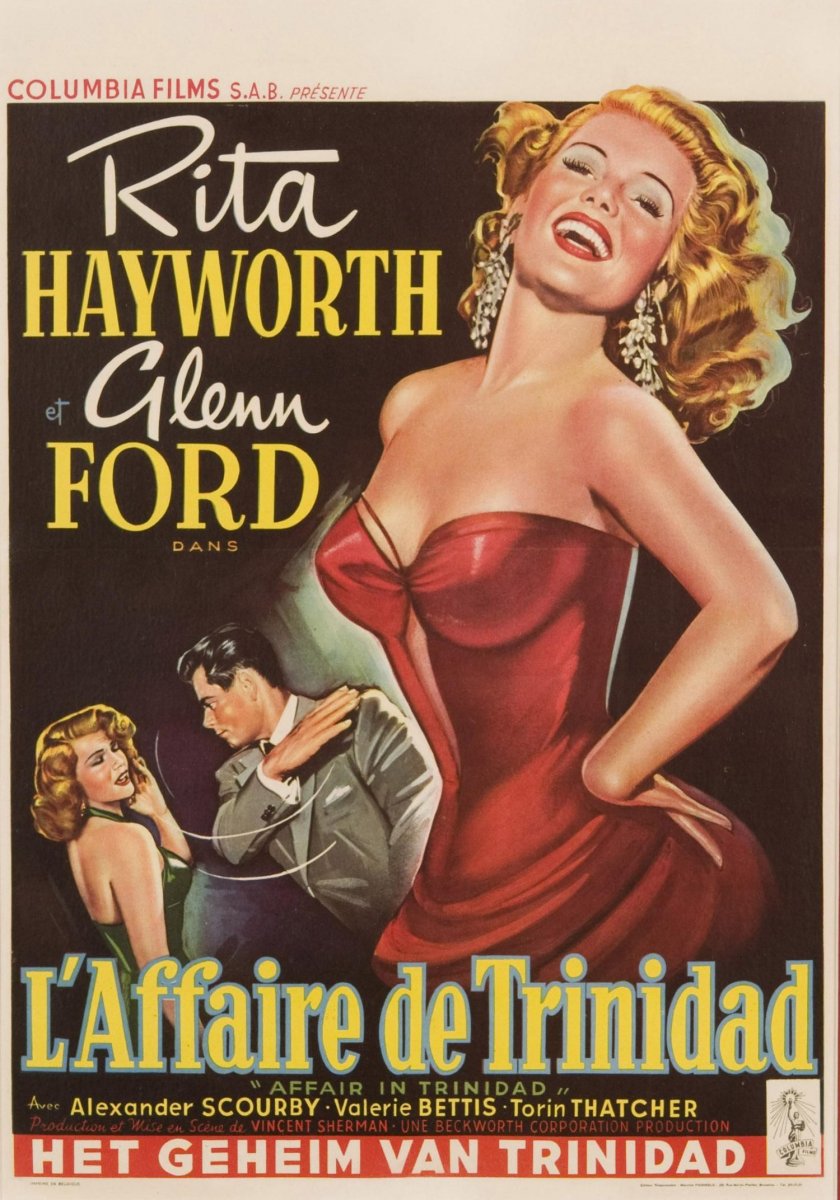 COLUMBIA FILMS S.A.B. PRÉSENTE
Rita
HAYWORTH
et Glenn
FORD
DANS
L'Affaire de Trinidad
"AFFAIR IN TRINIDAD"
Avec Alexander SCOURBY · Valerie BETTIS · Torin THATCHER
Production et Mise en Scène de VINCENT SHERMAN · UNE BECKWORTH CORPORATION PRODUCTION
COLUMBIA
FILMS
HET GEHEIM VAN TRINIDAD